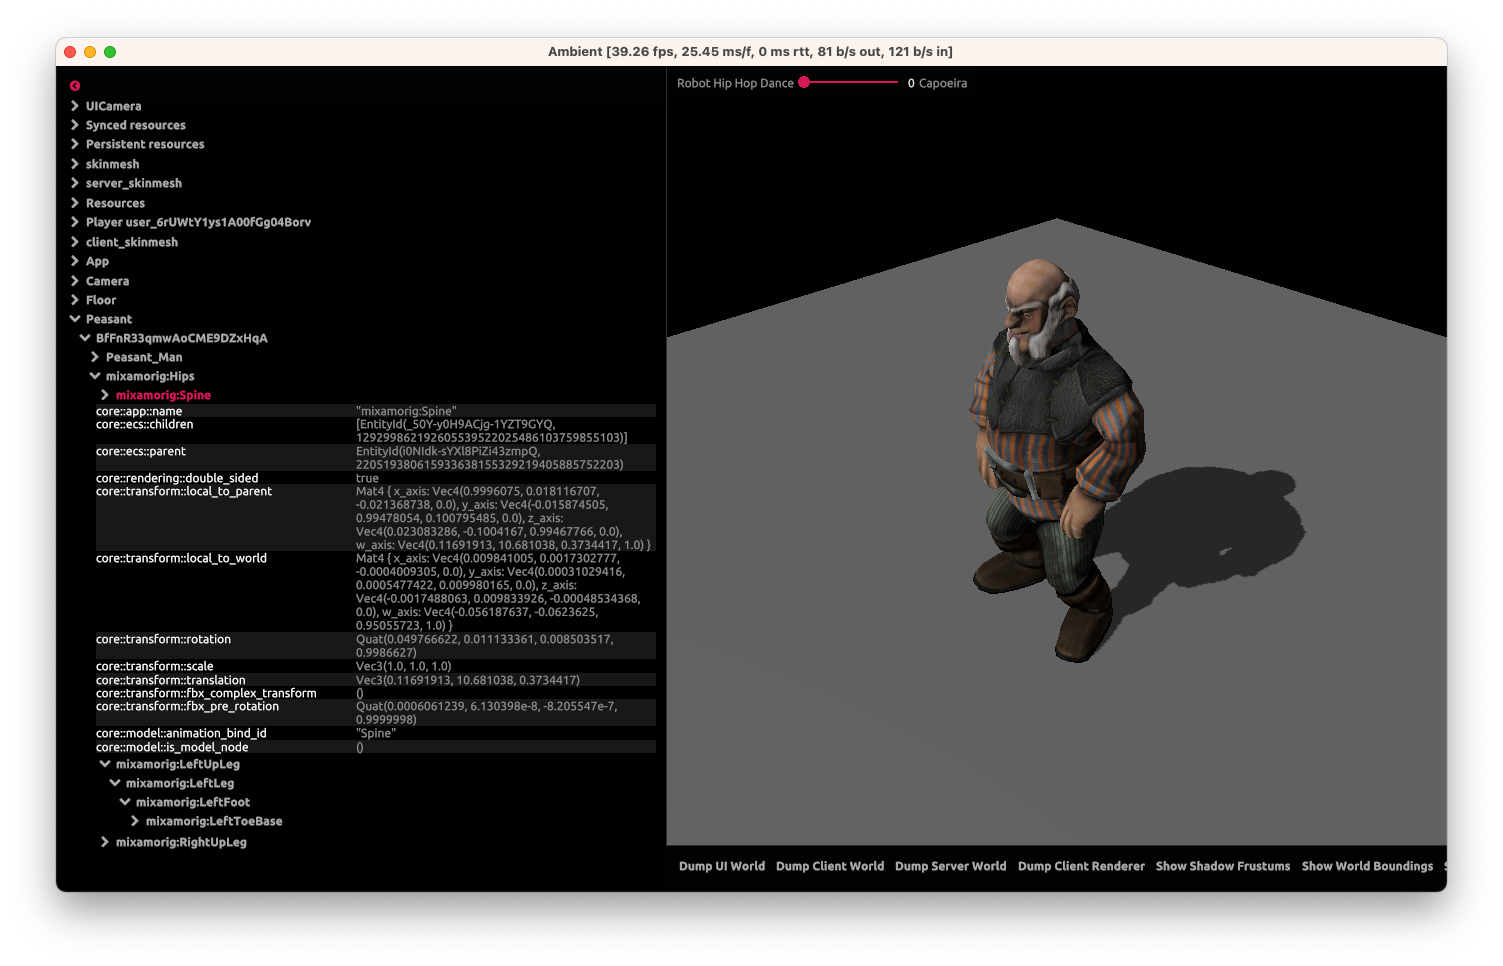 Ambient [39.26 fps, 25.45 ms/f, 0 ms rtt, 81 b/s out, 121 b/s in]
UICamera
Synced resources
Persistent resources
skinmesh
server_skinmesh
Resources
Player user_6rUWtY1ys1A00fGg04Borv
client_skinmesh
App
Camera
Floor
Peasant
BfFnR33qmwAoCME9DZxHqA
Peasant_Man
mixamorig:Hips
mixamorig:Spine
core::app::name "mixamorig:Spine"
core::ecs::children [EntityId(_50Y-y0H9ACjg-1YZT9GYQ,
129299862192605539522025486103759855103)]
core::ecs::parent EntityId(i0NIdk-sYXl8PiZi43zmpQ,
220519380615933638155329219405885752203)
core::rendering::double_sided true
core::transform::local_to_parent Mat4 { x_axis: Vec4(0.9996075, 0.018116707,
-0.021368738, 0.0), y_axis: Vec4(-0.015874505,
0.99478054, 0.100795485, 0.0), z_axis:
Vec4(0.023083286, -0.1004167, 0.99467766, 0.0),
w_axis: Vec4(0.11691913, 10.681038, 0.3734417, 1.0) }
core::transform::local_to_world Mat4 { x_axis: Vec4(0.009841005, 0.0017302777,
-0.0004009305, 0.0), y_axis: Vec4(0.00031029416,
0.0005477422, 0.009980165, 0.0), z_axis:
Vec4(-0.0017488063, 0.009833926, -0.00048534368,
0.0), w_axis: Vec4(-0.056187637, -0.0623625,
0.95055723, 1.0) }
core::transform::rotation Quat(0.049766622, 0.011133361, 0.008503517,
0.9986627)
core::transform::scale Vec3(1.0, 1.0, 1.0)
core::transform::translation Vec3(0.11691913, 10.681038, 0.3734417)
core::transform::fbx_complex_transform ()
core::transform::fbx_pre_rotation Quat(0.0006061239, 6.130398e-8, -8.205547e-7,
0.9999998)
core::model::animation_bind_id "Spine"
core::model::is_model_node ()
mixamorig:LeftUpLeg
mixamorig:LeftLeg
mixamorig:LeftFoot
mixamorig:LeftToeBase
mixamorig:RightUpLeg
Robot Hip Hop Dance 0 Capoeira
Dump UI World Dump Client World Dump Server World Dump Client Renderer Show Shadow Frustums Show World Boundings